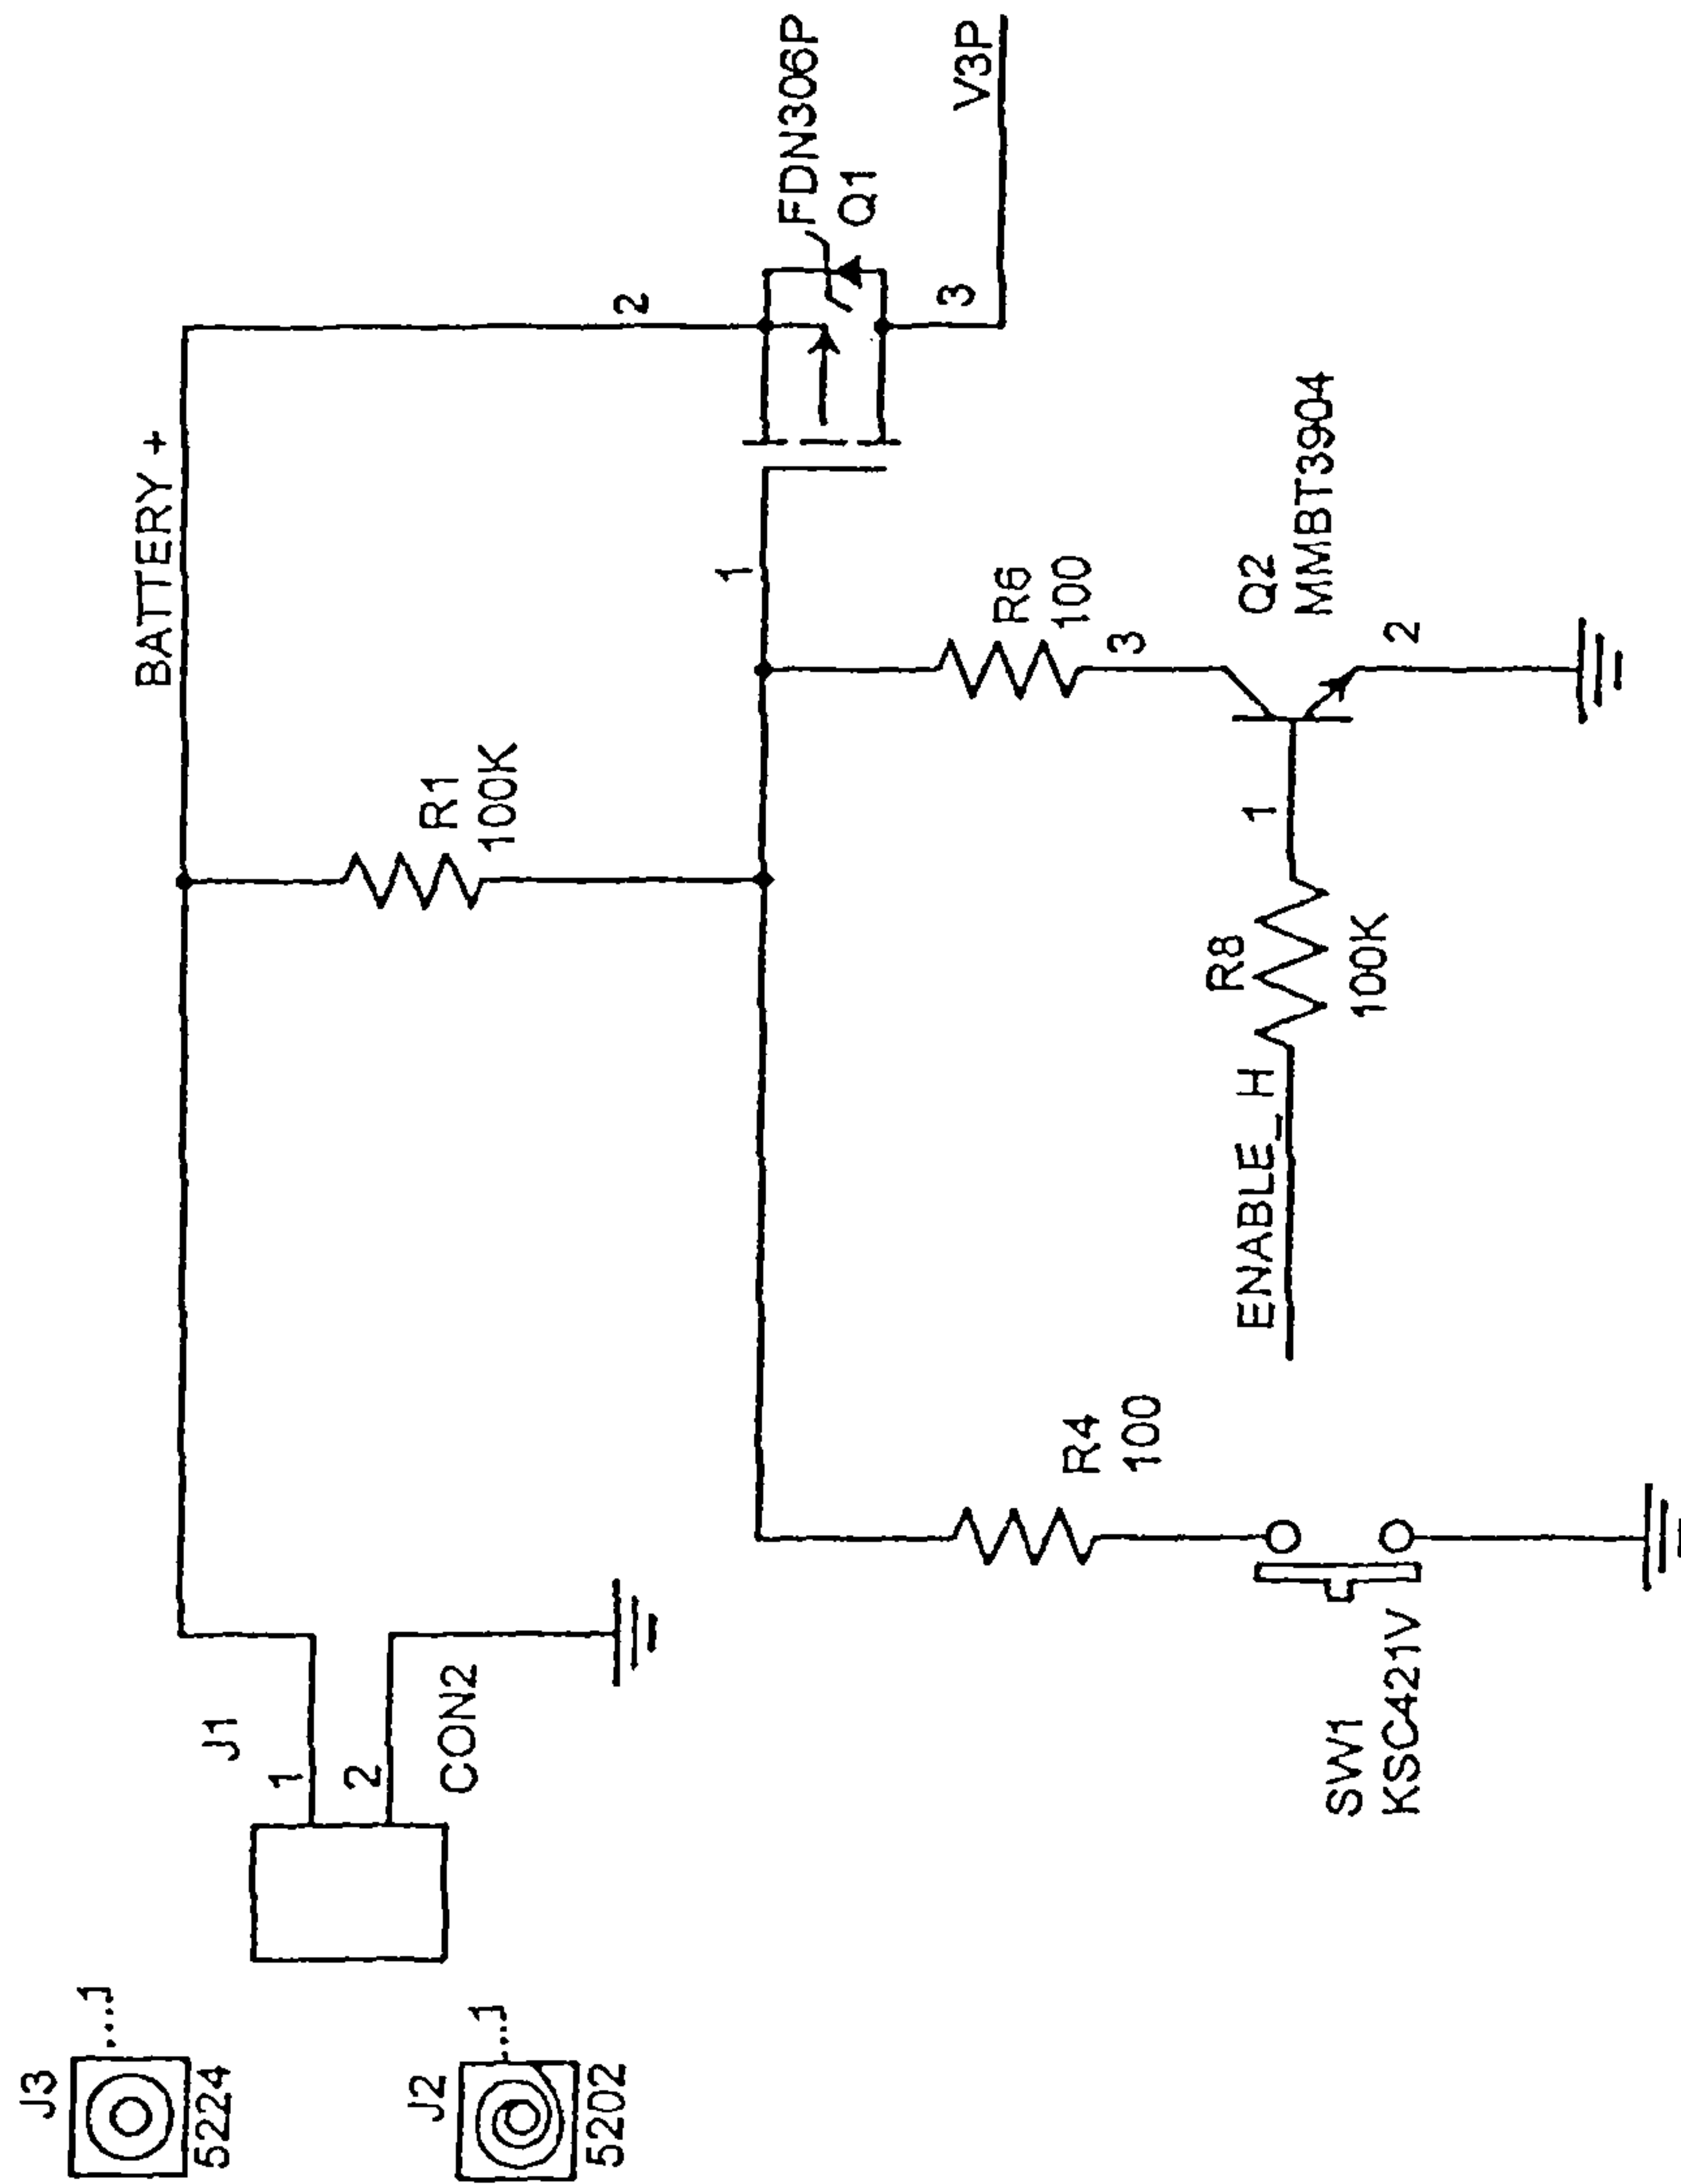 J3
1
5224
J2
1
5202
J1
1
2
CON2
BATTERY +
R1
100K
2
FDN306P
Q1
3
V3P
1
R6
100
3
Q2
MMBT3904
2
1
R8
100K
ENABLE_H
R4
100
SW1
KSC421V